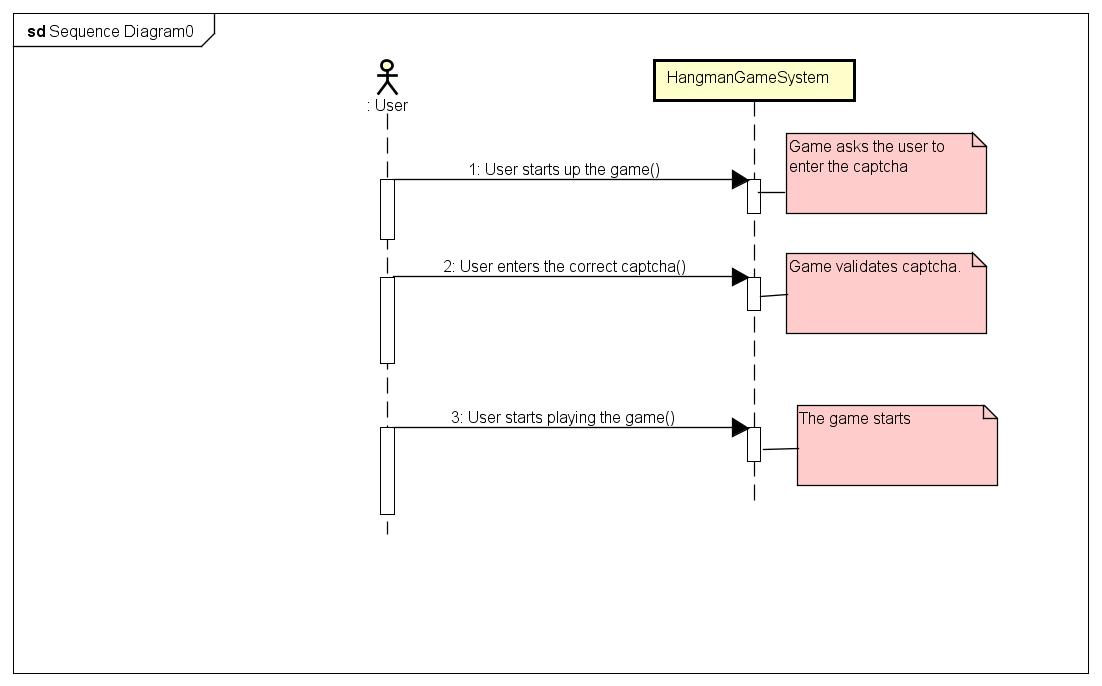 sd Sequence Diagram0
: User
HangmanGameSystem
Game asks the user to
enter the captcha
1: User starts up the game()
2: User enters the correct captcha()
Game validates captcha.
3: User starts playing the game()
The game starts